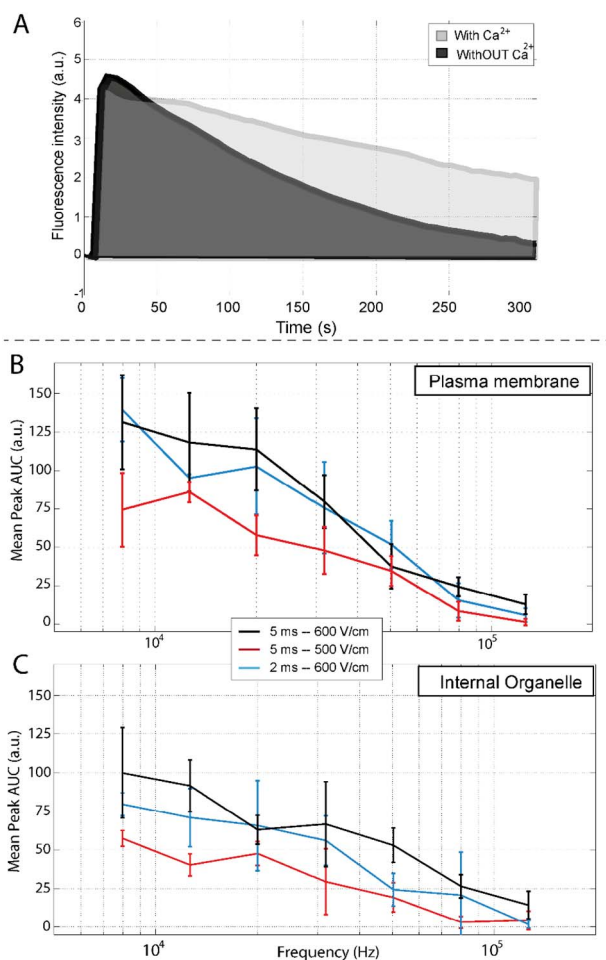 A
Fluorescence intensity (a.u.)
6
5
4
3
2
1
0
-1
With Ca2+
WithOUT Ca2+
0 50 100 150 200 250 300
Time (s)
B
Plasma membrane
Mean Peak AUC (a.u.)
150
125
100
75
50
25
0
10^4 10^5
5 ms -- 600 V/cm
5 ms -- 500 V/cm
2 ms -- 600 V/cm
C
Internal Organelle
Mean Peak AUC (a.u.)
150
125
100
75
50
25
0
10^4 Frequency (Hz) 10^5